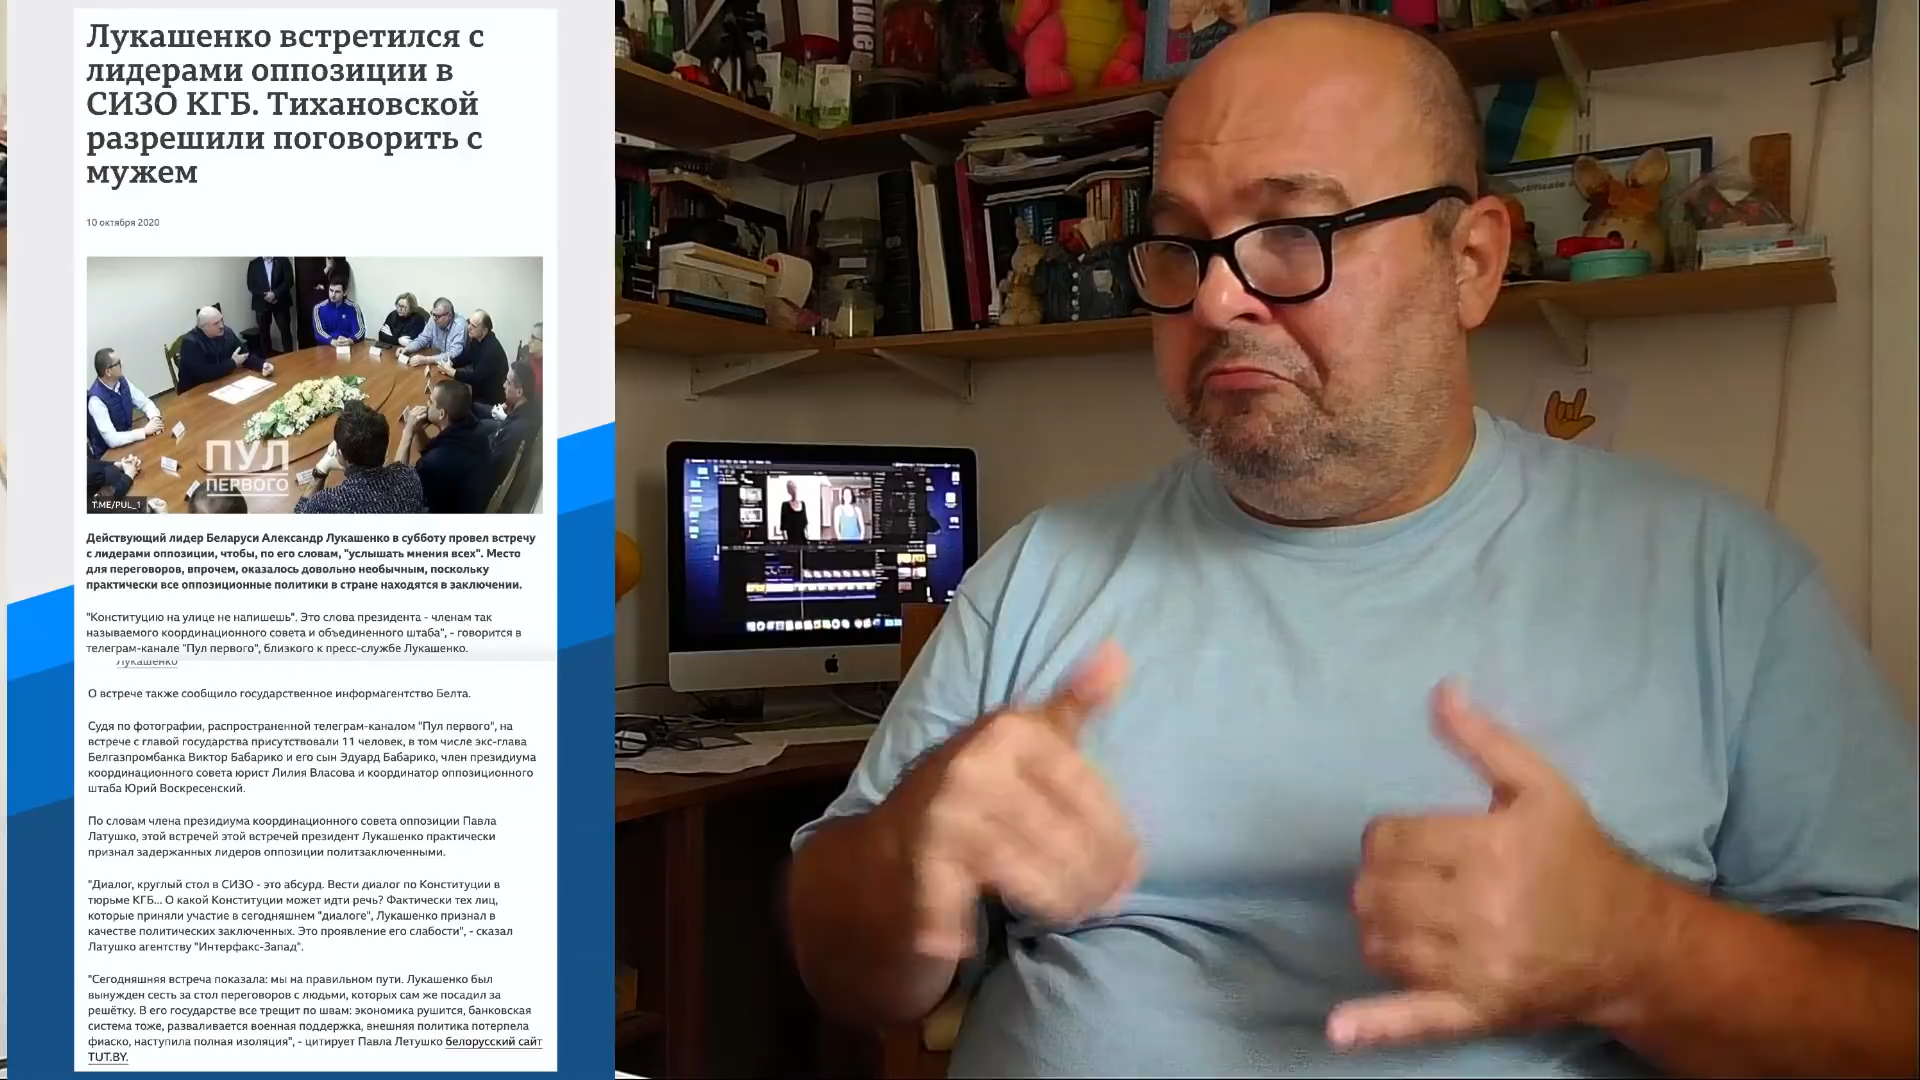 Лукашенко встретился с
лидерами оппозиции в
СИЗО КГБ. Тихановской
разрешили поговорить с
мужем
10 октября 2020
ПУЛ
ПЕРВОГО
T.ME/PUL_1
Действующий лидер Беларуси Александр Лукашенко в субботу провел встречу
с лидерами оппозиции, чтобы, по его словам, "услышать мнения всех". Место
для переговоров, впрочем, оказалось довольно необычным, поскольку
практически все оппозиционные политики в стране находятся в заключении.
"Конституцию на улице не напишешь". Это слова президента - членам так
называемого координационного совета и объединенного штаба", - говорится в
телеграм-канале "Пул первого", близкого к пресс-службе Лукашенко.
Лукашенко
О встрече также сообщило государственное информагентство Белта.
Судя по фотографии, распространенной телеграм-каналом "Пул первого", на
встрече с главой государства присутствовали 11 человек, в том числе экс-глава
Белгазпромбанка Виктор Бабарико и его сын Эдуард Бабарико, член президиума
координационного совета юрист Лилия Власова и координатор оппозиционного
штаба Юрий Воскресенский.
По словам члена президиума координационного совета оппозиции Павла
Латушко, этой встречей этой встречей президент Лукашенко практически
признал задержанных лидеров оппозиции политзаключенными.
"Диалог, круглый стол в СИЗО - это абсурд. Вести диалог по Конституции в
тюрьме КГБ... О какой Конституции может идти речь? Фактически тех лиц,
которые приняли участие в сегодняшнем "диалоге", Лукашенко признал в
качестве политических заключенных. Это проявление его слабости", - сказал
Латушко агентству "Интерфакс-Запад".
"Сегодняшняя встреча показала: мы на правильном пути. Лукашенко был
вынужден сесть за стол переговоров с людьми, которых сам же посадил за
решётку. В его государстве все трещит по швам: экономика рушится, банковская
система тоже, разваливается военная поддержка, внешняя политика потерпела
фиаско, наступила полная изоляция", - цитирует Павла Летушко белорусский сайт
TUT.BY.